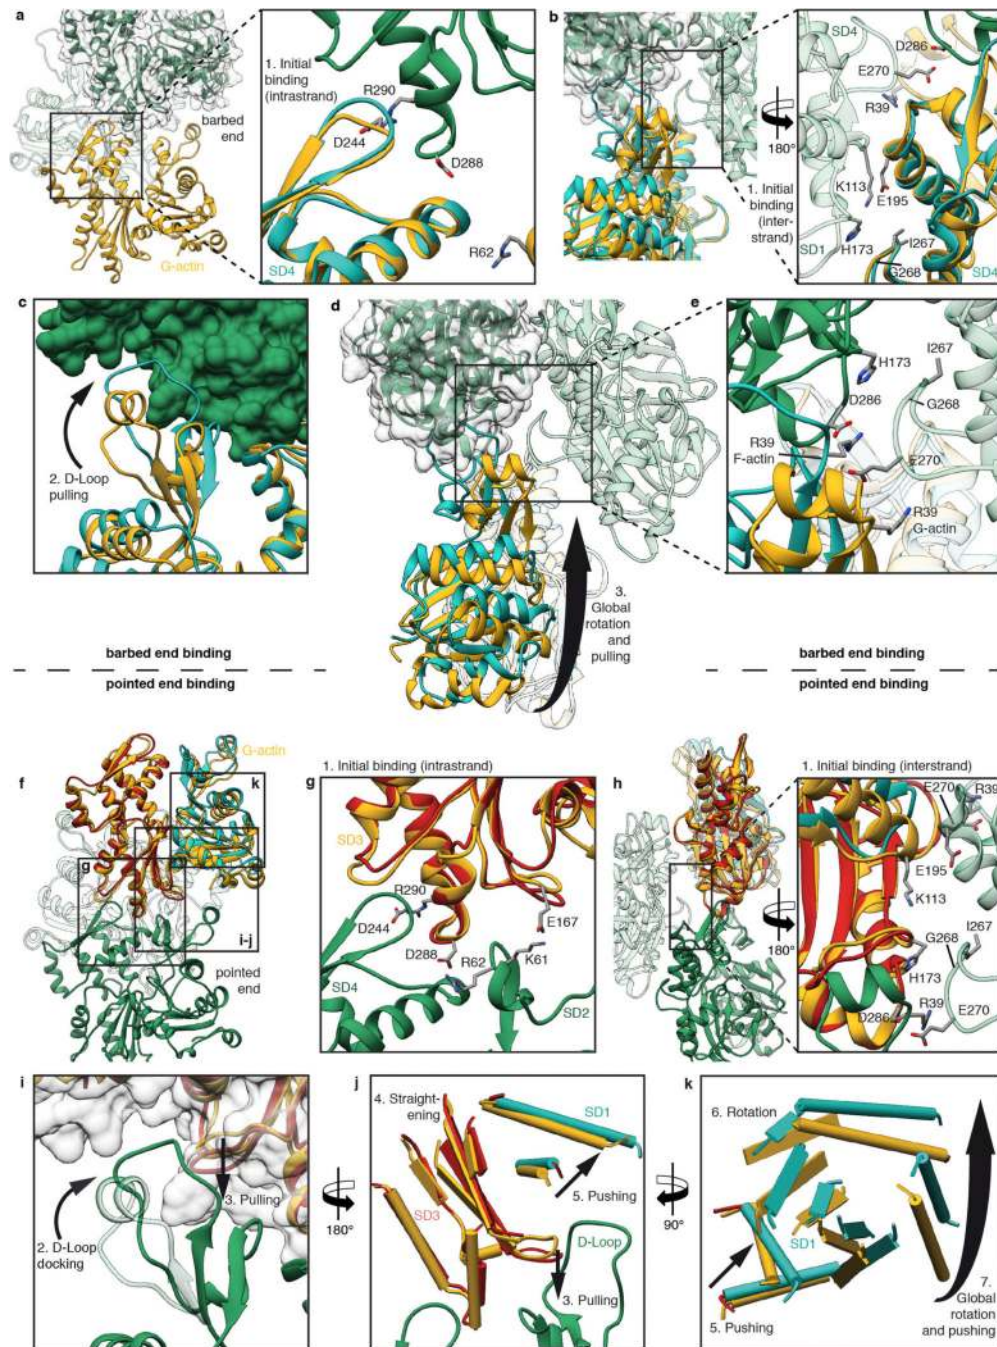 a
barbed
end
G-actin
1. Initial
binding
(intrastrand)
R290
D244
D288
R62
SD4
b
180°
1. Initial
binding
(inter-
strand)
SD4
D286
E270
R39
K113
E195
SD1
H173
I267
G268
SD4
c
2. D-Loop
pulling
d
3.
Global
rotation
and
pulling
e
H173
I267
G268
D286
R39
F-actin
E270
R39
G-actin
barbed end binding
pointed end binding
barbed end binding
pointed end binding
f
G-actin
k
g
i-j
pointed
end
g
1. Initial binding (intrastrand)
SD3
R290
D244
E167
D288
R62
K61
SD4
SD2
h
180°
1. Initial binding (interstrand)
E270
R39
E195
K113
G268
I267
H173
R39
D286
E270
i
3. Pulling
2. D-Loop
docking
180°
j
4. Straight-
ening
SD1
5. Pushing
SD3
D-Loop
3. Pulling
90°
k
6. Rotation
SD1
5. Pushing
7.
Global
rotation
and pushing